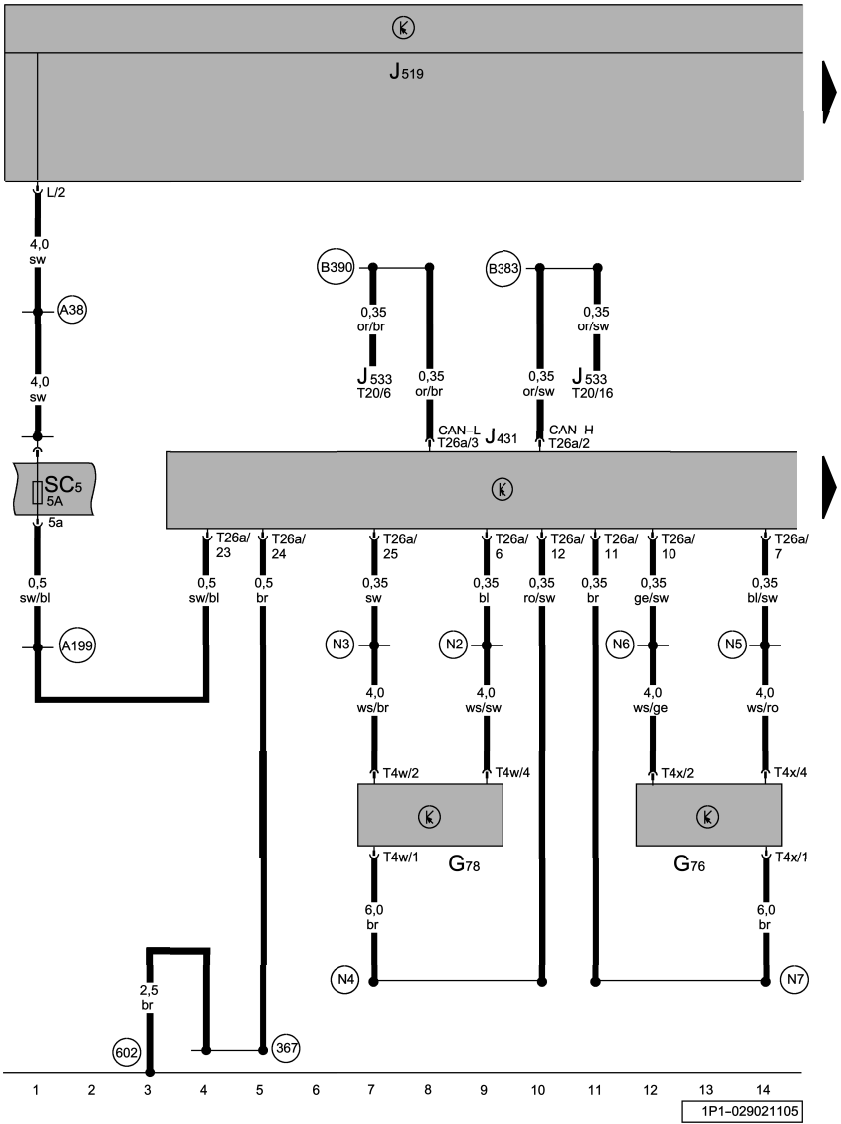 J519
L/2
4,0
sw
A38
4,0
sw
B390
B383
0,35
or/br
0,35
or/sw
J533
T20/6
0,35
or/br
0,35
or/sw
J533
T20/16
CAN-L
T26a/3
J431
CAN-H
T26a/2
SC5
5A
5a
T26a/
23
T26a/
24
T26a/
25
T26a/
6
T26a/
12
T26a/
11
T26a/
10
T26a/
7
0,5
sw/bl
0,5
sw/bl
0,5
br
0,35
sw
0,35
bl
0,35
ro/sw
0,35
br
0,35
ge/sw
0,35
bl/sw
A199
N3
N2
N6
N5
4,0
ws/br
4,0
ws/sw
4,0
ws/ge
4,0
ws/ro
T4w/2
T4w/4
T4x/2
T4x/4
T4w/1
G78
G76
T4x/1
6,0
br
6,0
br
N4
N7
2,5
br
602
367
1 2 3 4 5 6 7 8 9 10 11 12 13 14
1P1-029021105